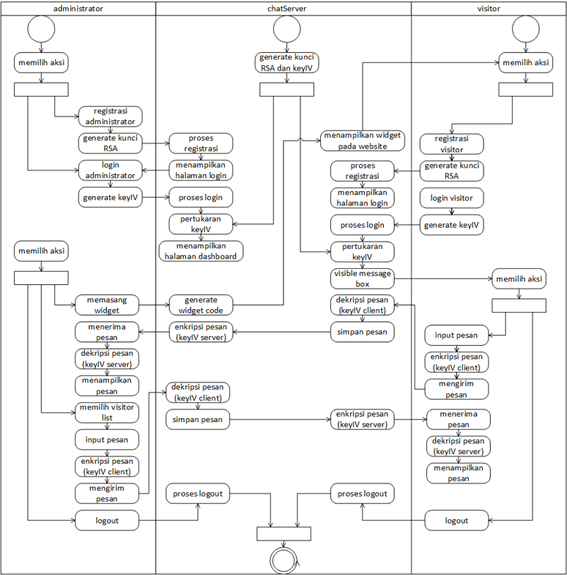 administrator
chatServer
visitor
memilih aksi
generate kunci
RSA dan keyIV
memilih aksi
registrasi
administrator
generate kunci
RSA
proses
registrasi
menampilkan widget
pada website
registrasi
visitor
login
administrator
menampilkan
halaman login
proses
registrasi
generate kunci
RSA
generate keyIV
proses login
menampilkan
halaman login
login visitor
pertukaran
keyIV
proses login
generate keyIV
memilih aksi
menampilkan
halaman dashboard
pertukaran
keyIV
visible message
box
memilih aksi
memasang
widget
generate
widget code
dekripsi pesan
(keyIV client)
menerima
pesan
enkripsi pesan
(keyIV server)
simpan pesan
input pesan
dekripsi pesan
(keyIV server)
enkripsi pesan
(keyIV client)
menampilkan
pesan
dekripsi pesan
(keyIV client)
mengirim
pesan
memilih visitor
list
simpan pesan
enkripsi pesan
(keyIV server)
menerima
pesan
input pesan
dekripsi pesan
(keyIV server)
enkripsi pesan
(keyIV client)
menampilkan
pesan
mengirim
pesan
proses logout
proses logout
logout
logout